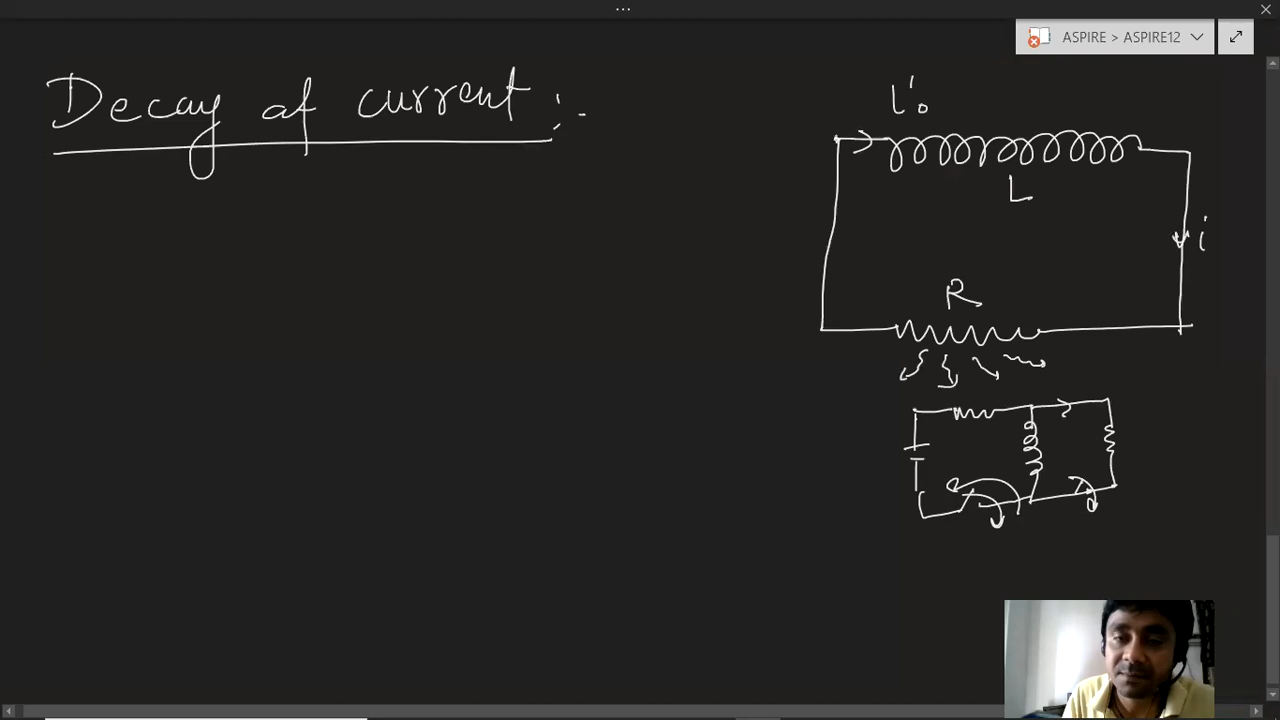 ASPIRE > ASPIRE12
Decay of current :-
i₀
L
i
R